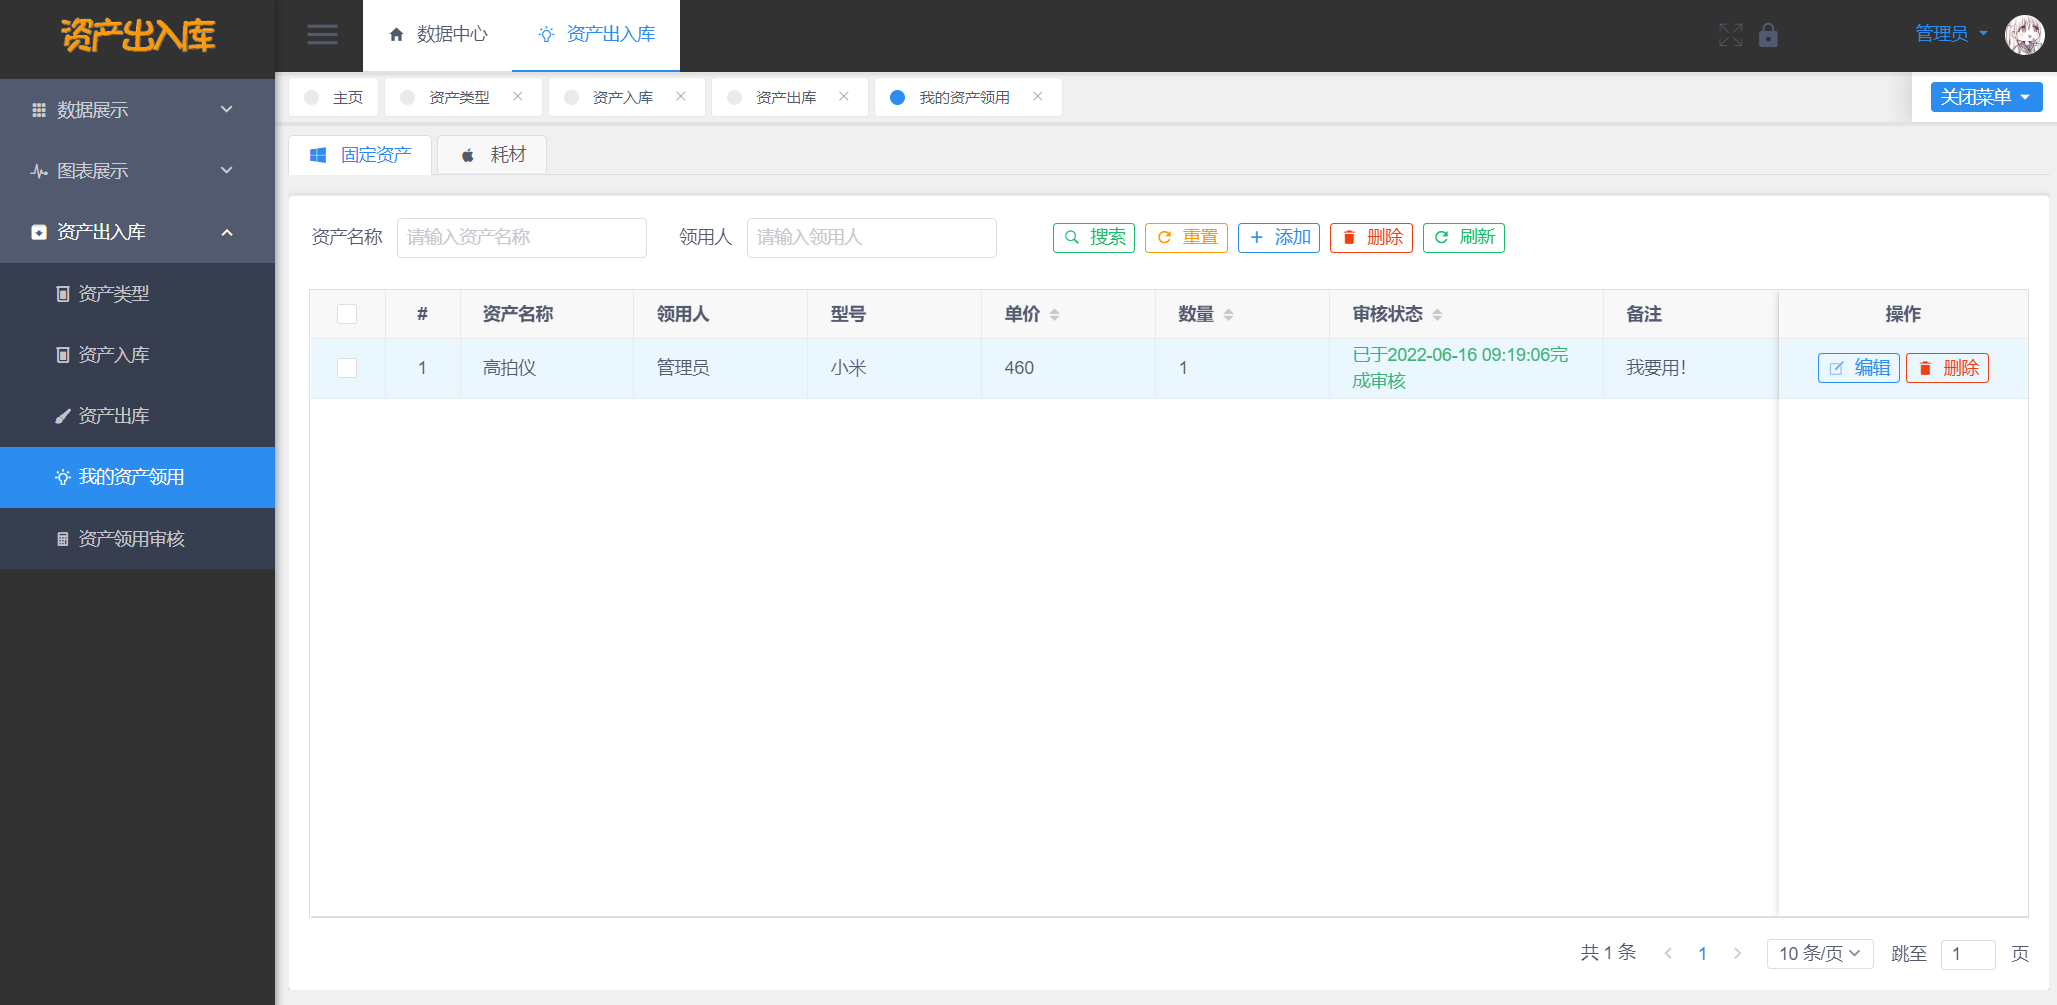 资产出入库
数据中心
资产出入库
管理员
主页
资产类型
资产入库
资产出库
我的资产领用
关闭菜单
数据展示
图表展示
资产出入库
资产类型
资产入库
资产出库
我的资产领用
资产领用审核
固定资产
耗材
资产名称 请输入资产名称 领用人 请输入领用人 搜索 重置 添加 删除 刷新
# 资产名称 领用人 型号 单价 数量 审核状态 备注 操作
1 高拍仪 管理员 小米 460 1 已于2022-06-16 09:19:06完
成审核 我要用! 编辑 删除
共 1 条 1 10 条/页 跳至 1 页